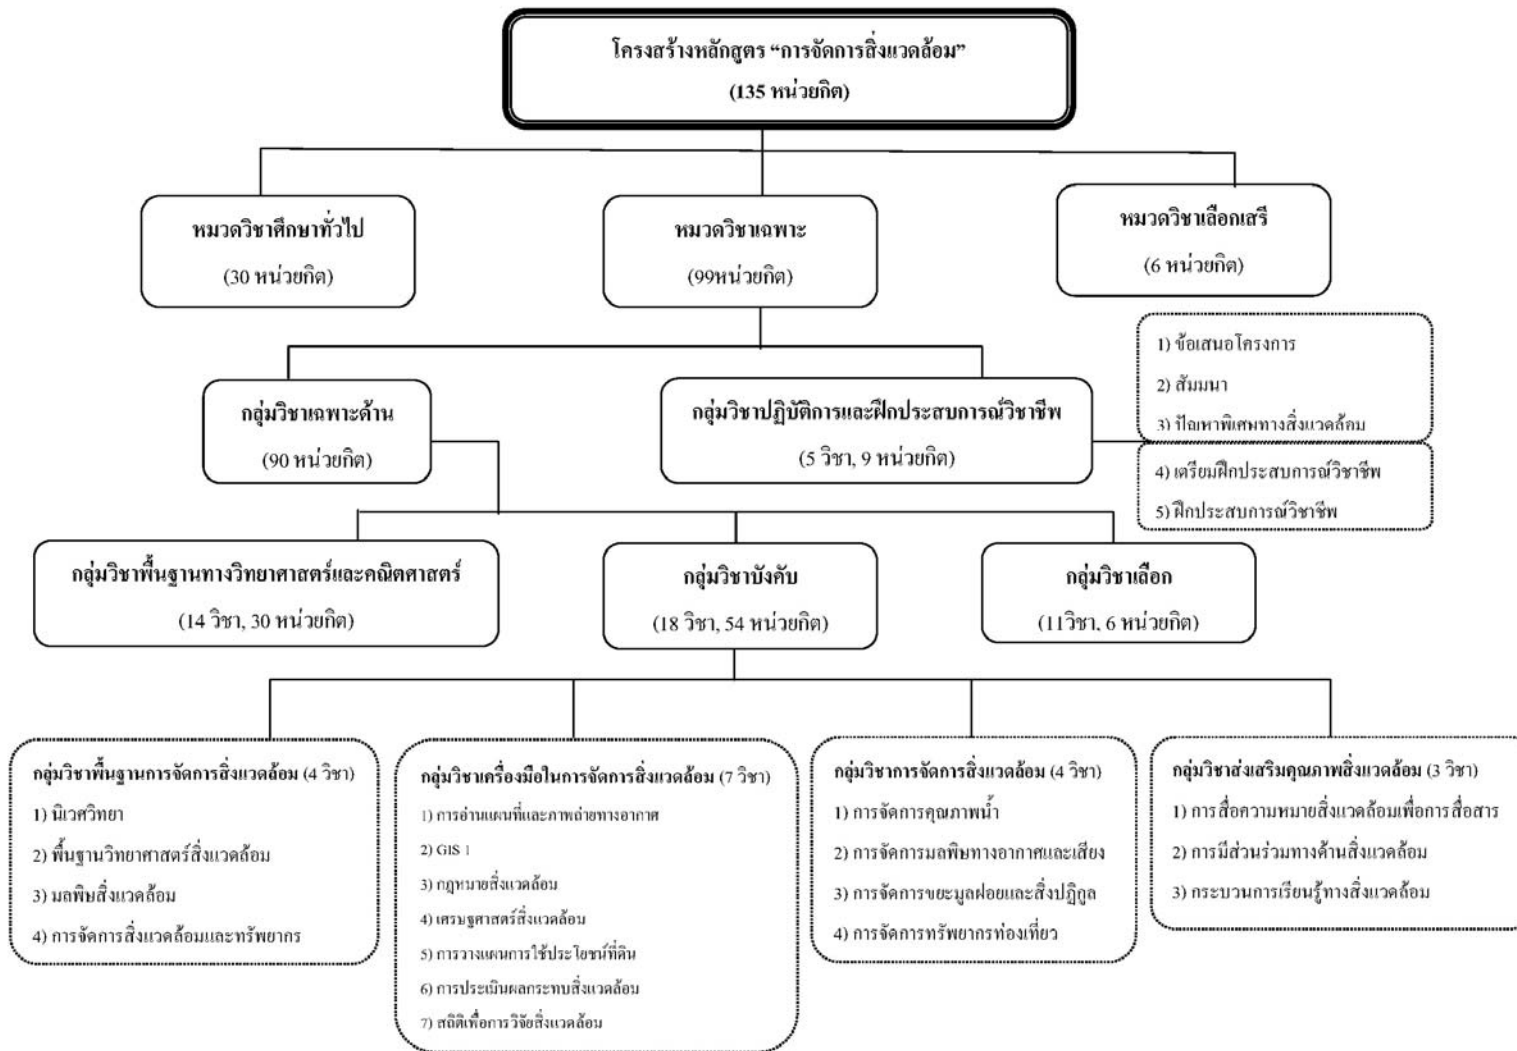 โครงสร้างหลักสูตร “การจัดการสิ่งแวดล้อม”
(135 หน่วยกิต)
หมวดวิชาศึกษาทั่วไป
(30 หน่วยกิต)
หมวดวิชาเฉพาะ
(99หน่วยกิต)
หมวดวิชาเลือกเสรี
(6 หน่วยกิต)
กลุ่มวิชาเฉพาะด้าน
(90 หน่วยกิต)
กลุ่มวิชาปฏิบัติการและฝึกประสบการณ์วิชาชีพ
(5 วิชา, 9 หน่วยกิต)
1) ข้อเสนอโครงการ
2) สัมมนา
3) ปัญหาพิเศษทางสิ่งแวดล้อม
4) เตรียมฝึกประสบการณ์วิชาชีพ
5) ฝึกประสบการณ์วิชาชีพ
กลุ่มวิชาพื้นฐานทางวิทยาศาสตร์และคณิตศาสตร์
(14 วิชา, 30 หน่วยกิต)
กลุ่มวิชาบังคับ
(18 วิชา, 54 หน่วยกิต)
กลุ่มวิชาเลือก
(11วิชา, 6 หน่วยกิต)
กลุ่มวิชาพื้นฐานการจัดการสิ่งแวดล้อม (4 วิชา)
1) นิเวศวิทยา
2) พื้นฐานวิทยาศาสตร์สิ่งแวดล้อม
3) มลพิษสิ่งแวดล้อม
4) การจัดการสิ่งแวดล้อมและทรัพยากร
กลุ่มวิชาเครื่องมือในการจัดการสิ่งแวดล้อม (7 วิชา)
1) การอ่านแผนที่และภาพถ่ายทางอากาศ
2) GIS 1
3) กฎหมายสิ่งแวดล้อม
4) เศรษฐศาสตร์สิ่งแวดล้อม
5) การวางแผนการใช้ประโยชน์ที่ดิน
6) การประเมินผลกระทบสิ่งแวดล้อม
7) สถิติเพื่อการวิจัยสิ่งแวดล้อม
กลุ่มวิชาการจัดการสิ่งแวดล้อม (4 วิชา)
1) การจัดการคุณภาพน้ำ
2) การจัดการมลพิษทางอากาศและเสียง
3) การจัดการขยะมูลฝอยและสิ่งปฏิกูล
4) การจัดการทรัพยากรท่องเที่ยว
กลุ่มวิชาส่งเสริมคุณภาพสิ่งแวดล้อม (3 วิชา)
1) การสื่อความหมายสิ่งแวดล้อมเพื่อการสื่อสาร
2) การมีส่วนร่วมทางด้านสิ่งแวดล้อม
3) กระบวนการเรียนรู้ทางสิ่งแวดล้อม